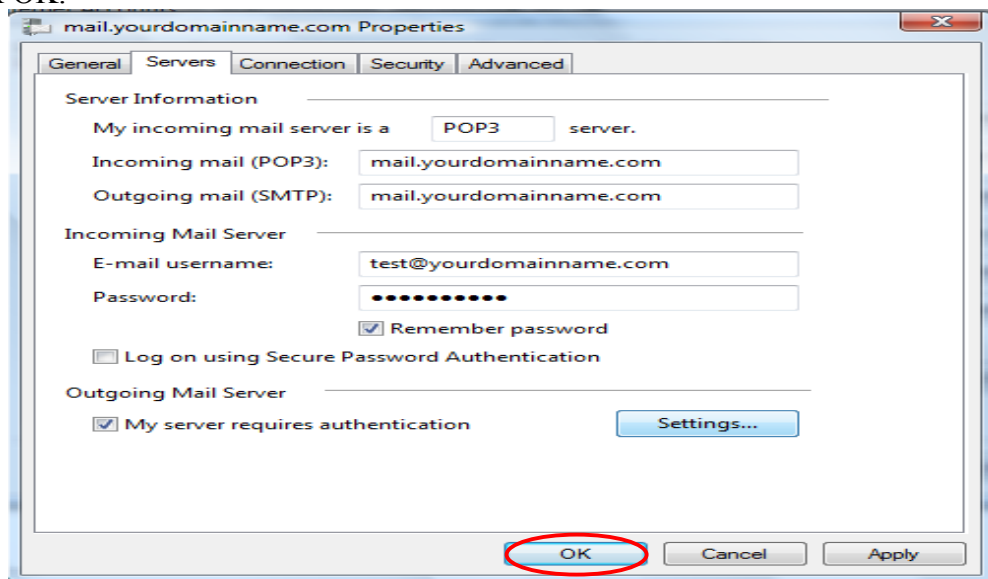 OK.
mail.yourdomainname.com Properties
General Servers Connection Security Advanced
Server Information
My incoming mail server is a POP3 server.
Incoming mail (POP3): mail.yourdomainname.com
Outgoing mail (SMTP): mail.yourdomainname.com
Incoming Mail Server
E-mail username: test@yourdomainname.com
Password: ●●●●●●●●●●
Remember password
Log on using Secure Password Authentication
Outgoing Mail Server
My server requires authentication Settings...
OK Cancel Apply